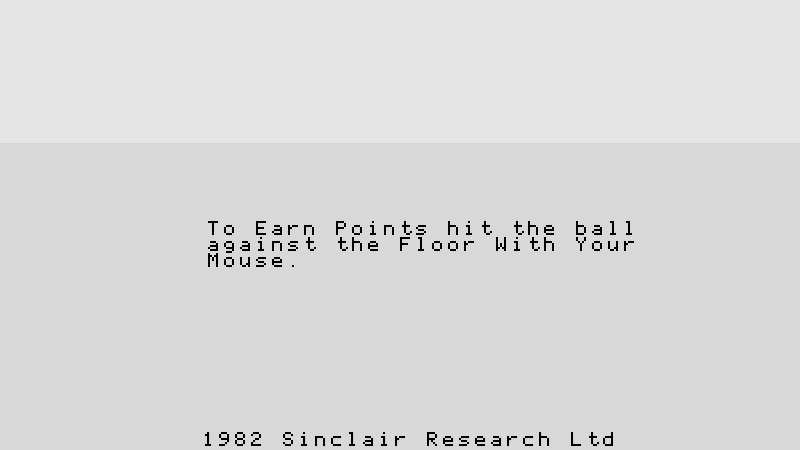 To Earn Points hit the ball
against the Floor With Your
Mouse.
1982 Sinclair Research Ltd